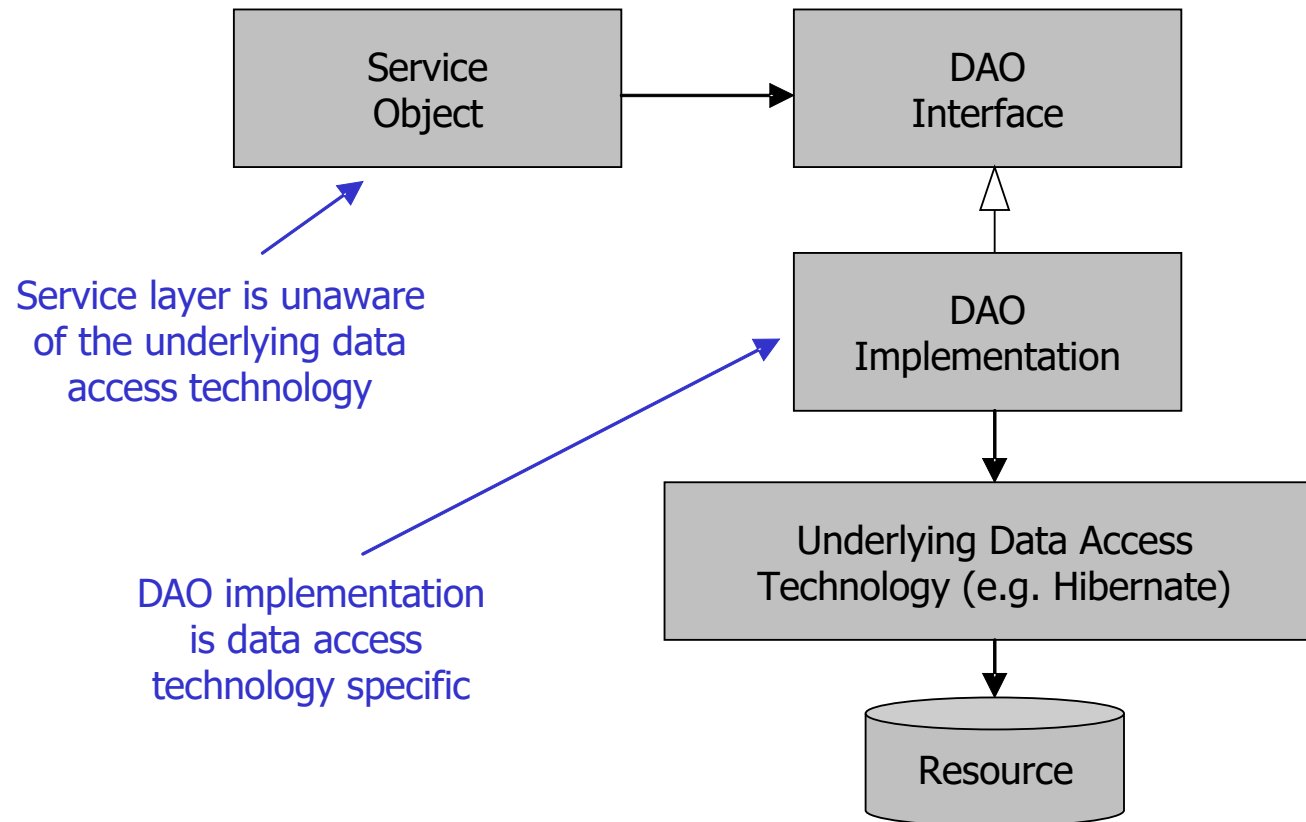 Service
Object
DAO
Interface
Service layer is unaware
of the underlying data
access technology
DAO
Implementation
Underlying Data Access
Technology (e.g. Hibernate)
DAO implementation
is data access
technology specific
Resource